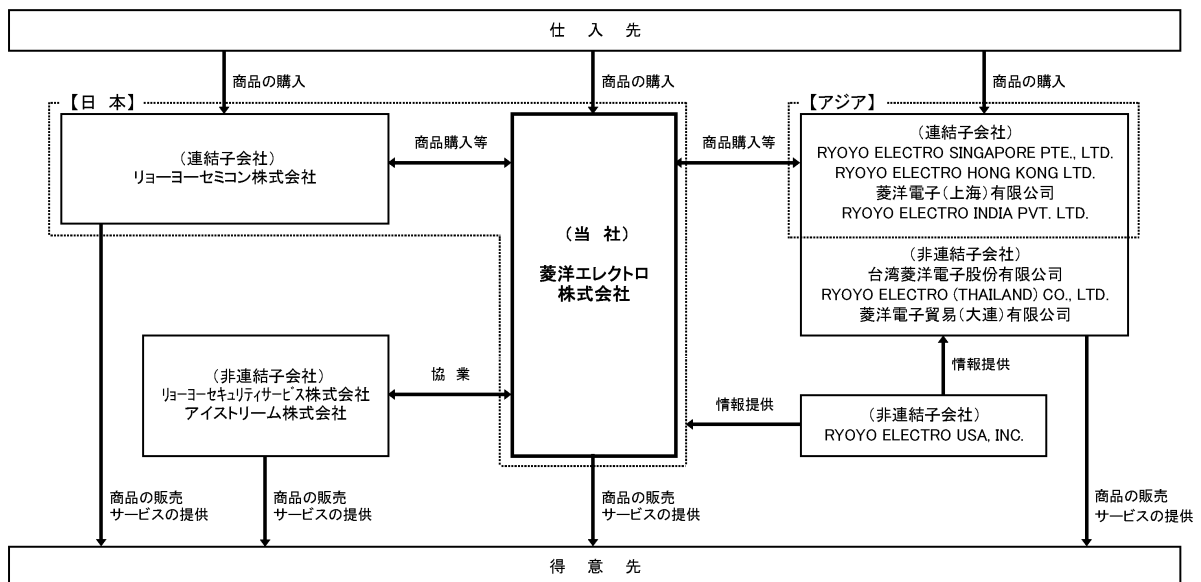 仕 入 先
商品の購入
商品の購入
商品の購入
【日 本】
【アジア】
(連結子会社)
リョーヨーセミコン株式会社
商品購入等
(当 社)
菱洋エレクトロ
株式会社
商品購入等
(連結子会社)
RYOYO ELECTRO SINGAPORE PTE., LTD.
RYOYO ELECTRO HONG KONG LTD.
菱洋電子(上海)有限公司
RYOYO ELECTRO INDIA PVT. LTD.
(非連結子会社)
台湾菱洋電子股份有限公司
RYOYO ELECTRO (THAILAND) CO., LTD.
菱洋電子貿易(大連)有限公司
(非連結子会社)
リョーヨーセキュリティサービス株式会社
アイストリーム株式会社
協 業
情報提供
情報提供
(非連結子会社)
RYOYO ELECTRO USA, INC.
商品の販売
サービスの提供
商品の販売
サービスの提供
商品の販売
サービスの提供
商品の販売
サービスの提供
得 意 先